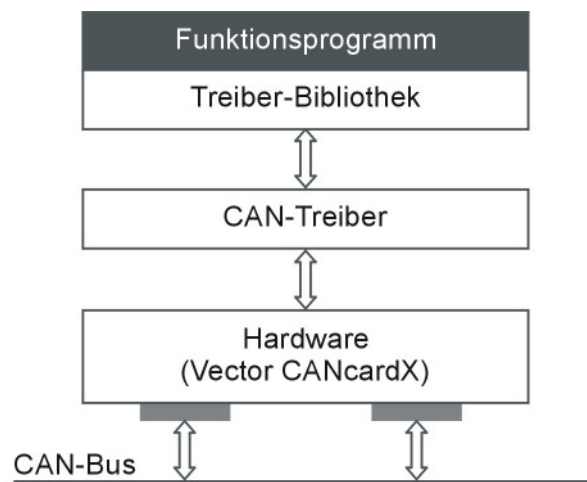 Funktionsprogramm
Treiber-Bibliothek
CAN-Treiber
Hardware
(Vector CANcardX)
CAN-Bus